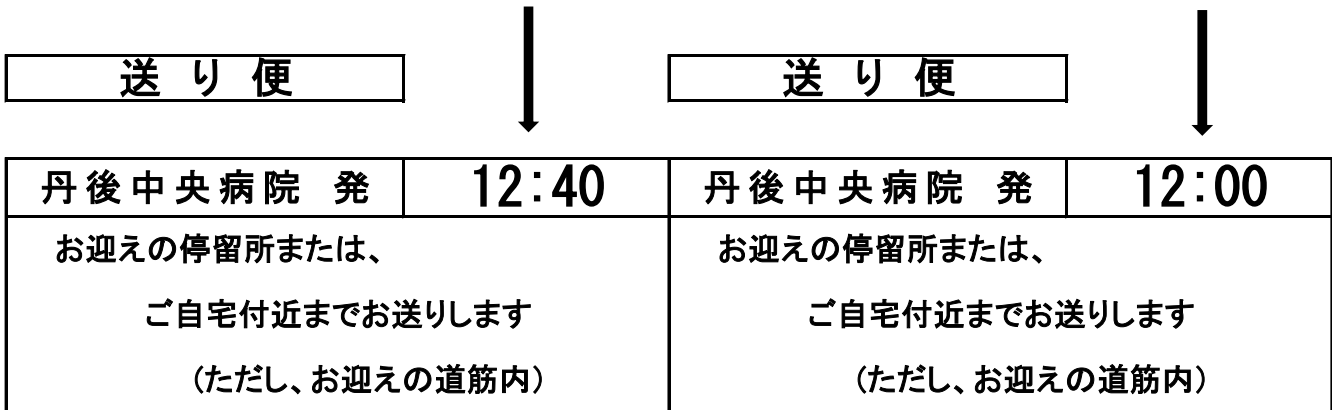 送り便 送り便
丹後中央病院 発 12:40 丹後中央病院 発 12:00
お迎えの停留所または、 お迎えの停留所または、
ご自宅付近までお送りします ご自宅付近までお送りします
(ただし、お迎えの道筋内) (ただし、お迎えの道筋内)